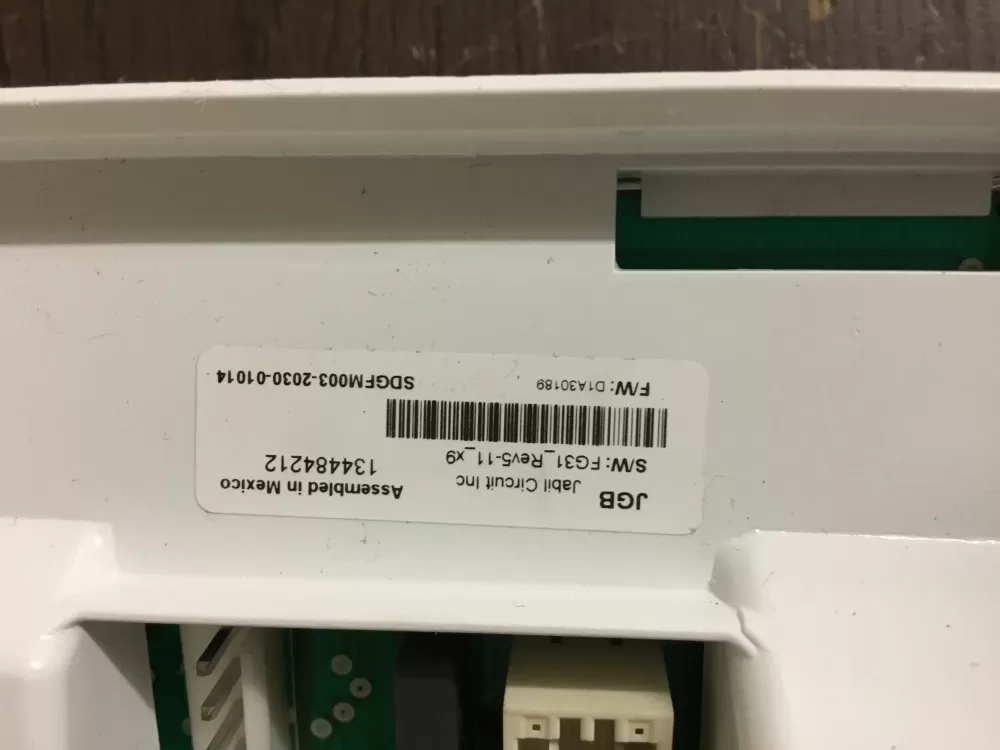 JGB Jabil Circuit Inc Assembled in Mexico
S/W: FG31_Rev5-11_x9 134484212
F/W: D1A30189 SDGFM003-2030-01014